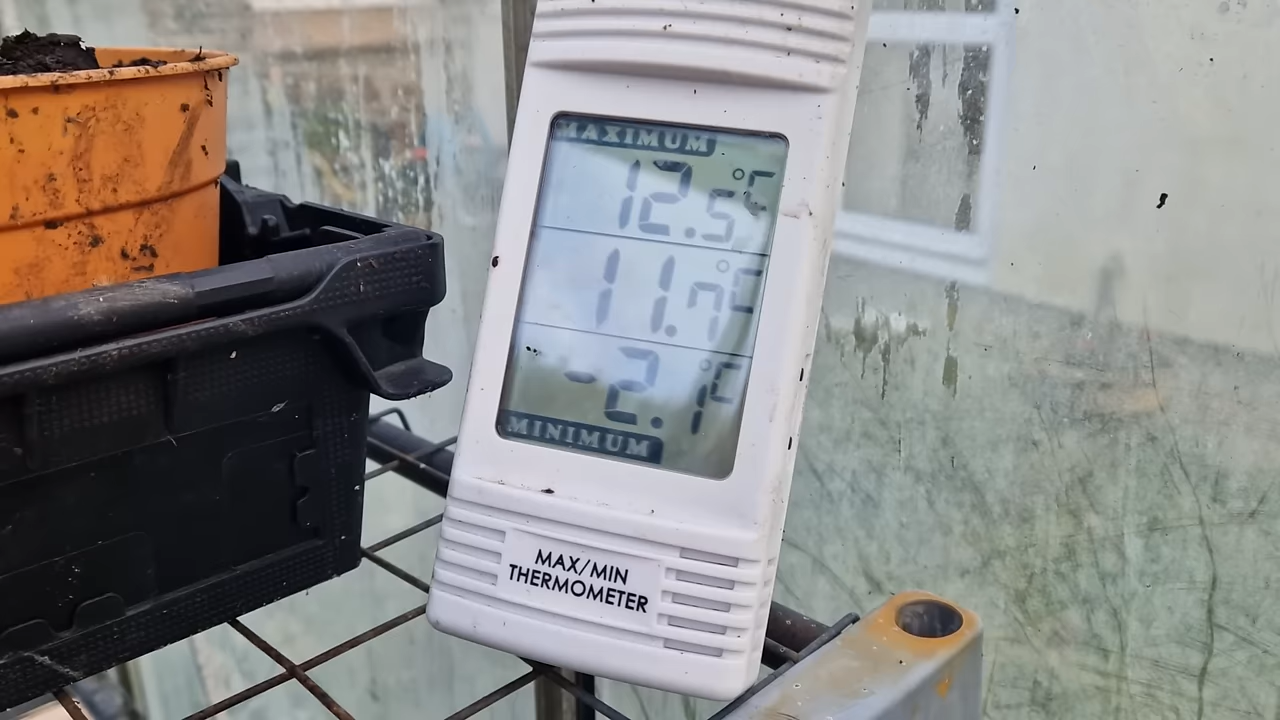 MAXIMUM
12.5°C
11.7°C
-2.1°C
MINIMUM
MAX/MIN
THERMOMETER